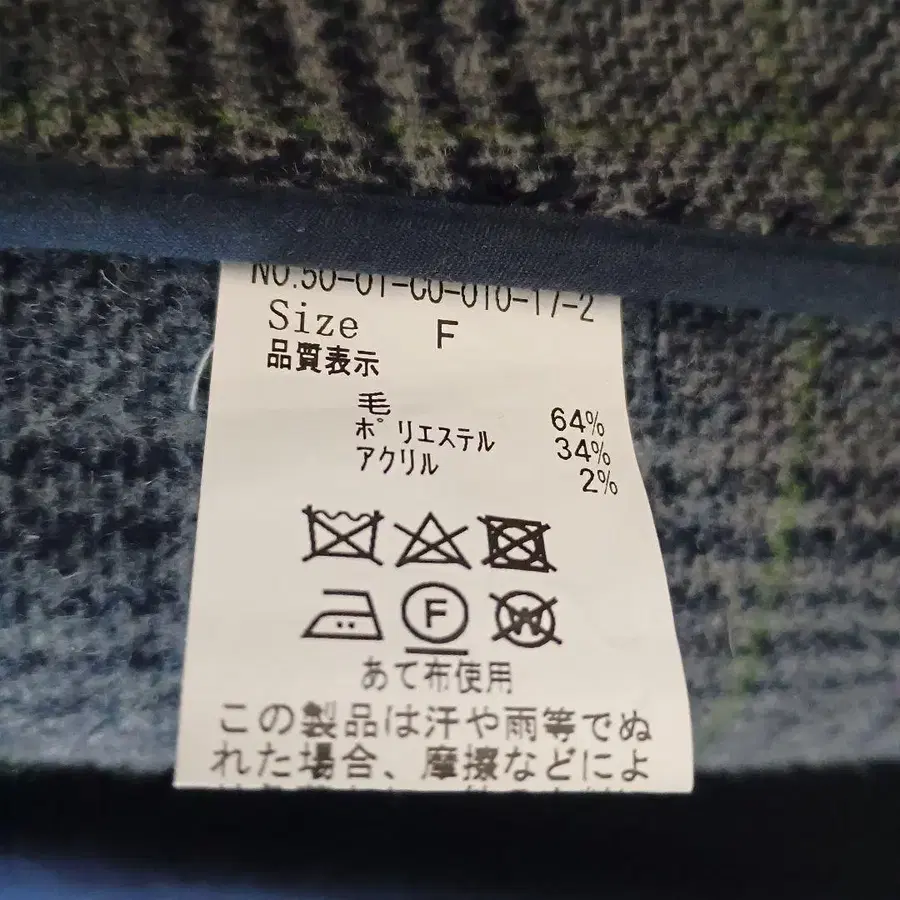 NO.50-01-CO-010-17-2
Size F
品質表示
毛 64%
ポリエステル 34%
アクリル 2%
F
W
あて布使用
この製品は汗や雨等でぬ
れた場合、摩擦などによ